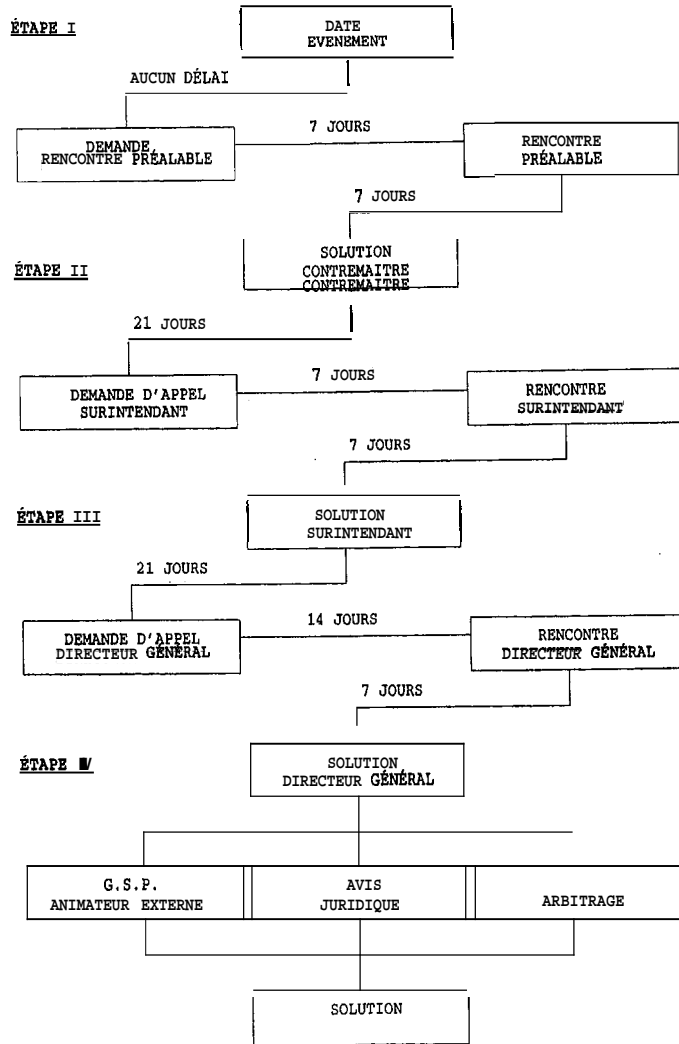 ÉTAPE I
DATE
EVENEMENT
AUCUN DÉLAI
DEMANDE,
RENCONTRE PRÉALABLE
7 JOURS
RENCONTRE
PRÉALABLE
7 JOURS
ÉTAPE II
SOLUTION
CONTREMAITRE
CONTREMAITRE
21 JOURS
DEMANDE D'APPEL
SURINTENDANT
7 JOURS
RENCONTRE
SURINTENDANT
7 JOURS
ÉTAPE III
SOLUTION
SURINTENDANT
21 JOURS
DEMANDE D'APPEL
DIRECTEUR GÉNÉRAL
14 JOURS
RENCONTRE
DIRECTEUR GÉNÉRAL
7 JOURS
ÉTAPE
SOLUTION
DIRECTEUR GÉNÉRAL
G.S.P.
ANIMATEUR EXTERNE
AVIS
JURIDIQUE
ARBITRAGE
SOLUTION